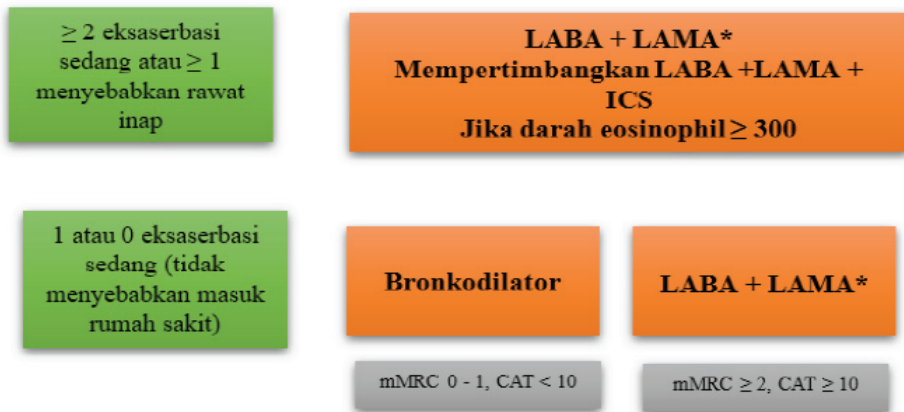 ≥ 2 eksaserbasi
sedang atau ≥ 1
menyebabkan rawat
inap
LABA + LAMA*
Mempertimbangkan LABA +LAMA +
ICS
Jika darah eosinophil ≥ 300
1 atau 0 eksaserbasi
sedang (tidak
menyebabkan masuk
rumah sakit)
Bronkodilator
LABA + LAMA*
mMRC 0 - 1, CAT < 10
mMRC ≥ 2, CAT ≥ 10